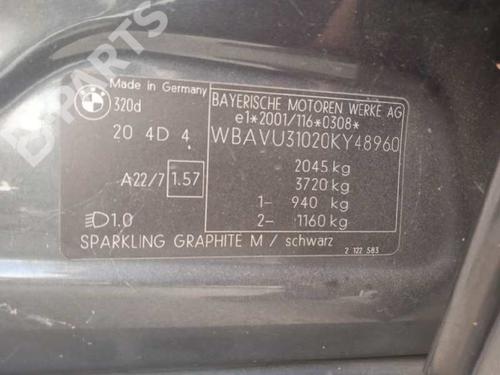 B-PARTS
BMW
Made in Germany
320d
BAYERISCHE MOTOREN WERKE AG
e1*2001/116*0308*
20 4D 4
WBAVU31020KY48960
A22/7 1.57
2045 kg
3720 kg
1- 940 kg
2- 1160 kg
1.0
SPARKLING GRAPHITE M / schwarz
2 122 583